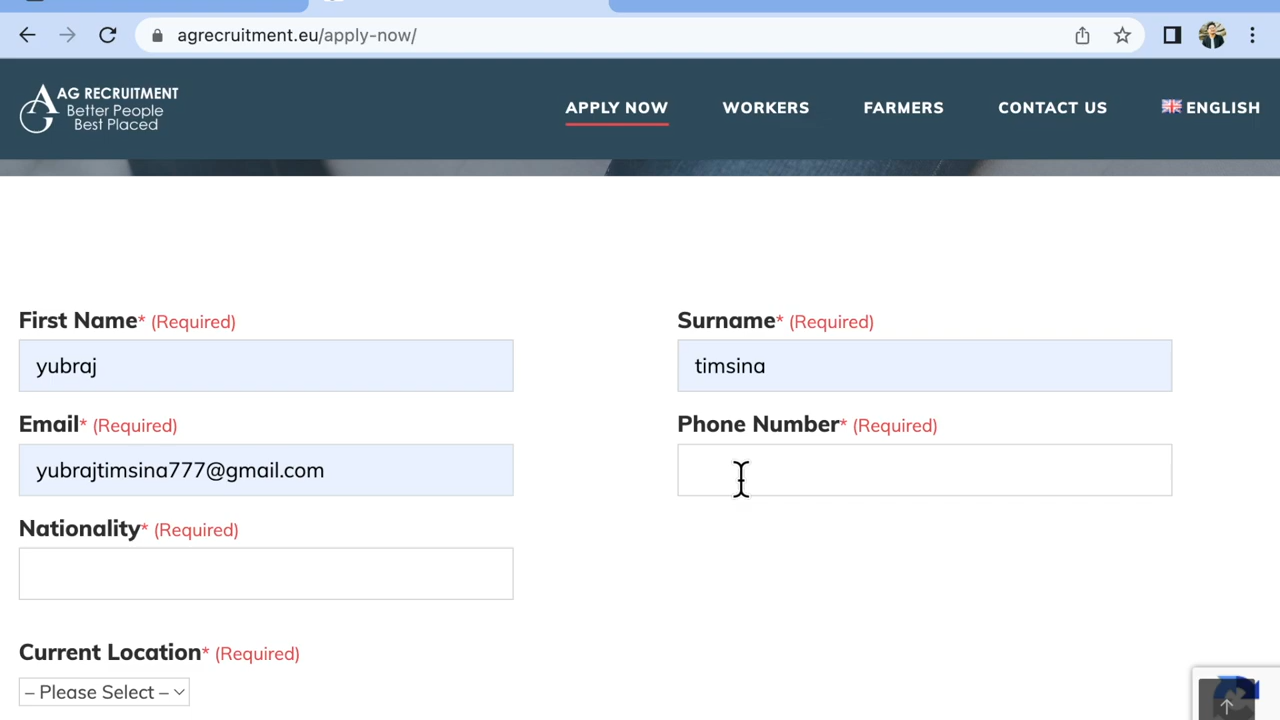 agrecruitment.eu/apply-now/
AG RECRUITMENT
Better People
Best Placed
APPLY NOW
WORKERS
FARMERS
CONTACT US
ENGLISH
First Name* (Required)
Surname* (Required)
yubraj
timsina
Email* (Required)
Phone Number* (Required)
yubrajtimsina777@gmail.com
Nationality* (Required)
Current Location* (Required)
– Please Select –